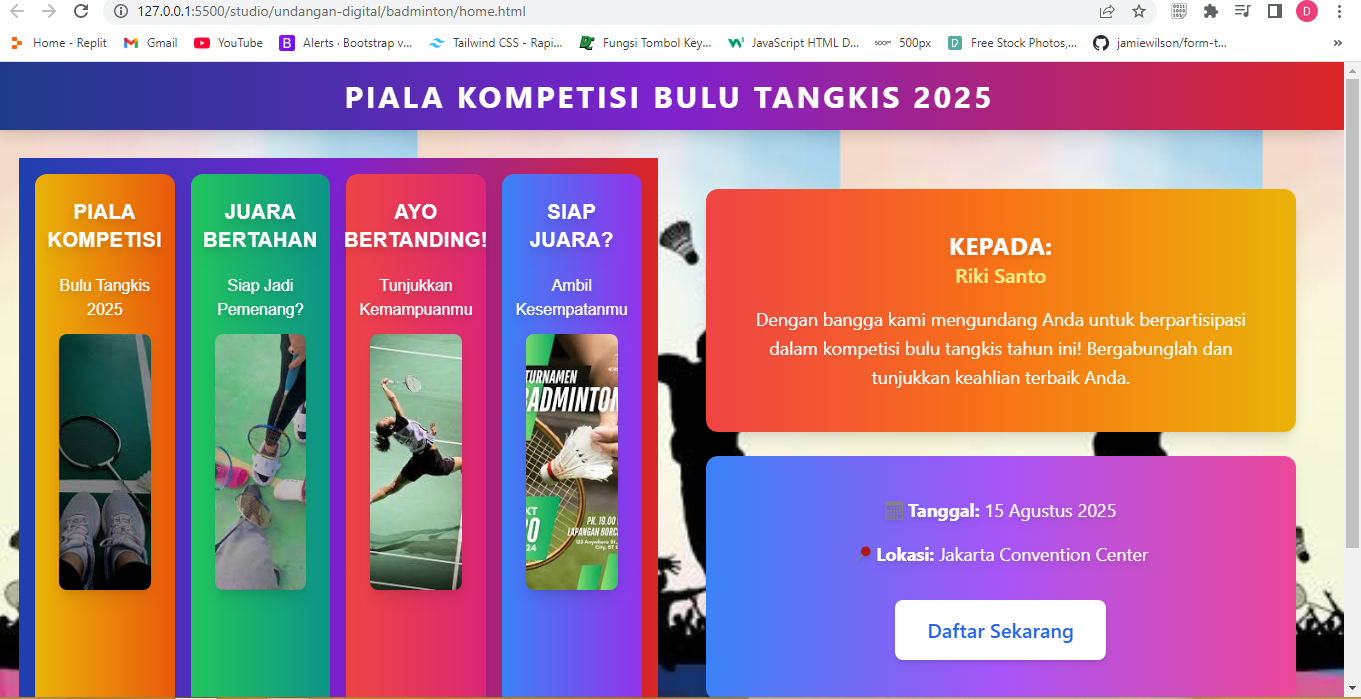 127.0.0.1:5500/studio/undangan-digital/badminton/home.html
D
Home - Replit
Gmail
YouTube
Alerts · Bootstrap v...
Tailwind CSS - Rapi...
Fungsi Tombol Key...
JavaScript HTML D...
500px
Free Stock Photos,...
jamiewilson/form-t...
»
PIALA KOMPETISI BULU TANGKIS 2025
PIALA
KOMPETISI
Bulu Tangkis
2025
JUARA
BERTAHAN
Siap Jadi
Pemenang?
AYO
BERTANDING!
Tunjukkan
Kemampuanmu
SIAP
JUARA?
Ambil
Kesempatanmu
TURNAMEN
BADMINTON
PK. 19.00
LAPANGAN
KEPADA:
Riki Santo
Dengan bangga kami mengundang Anda untuk berpartisipasi
dalam kompetisi bulu tangkis tahun ini! Bergabunglah dan
tunjukkan keahlian terbaik Anda.
Tanggal: 15 Agustus 2025
Lokasi: Jakarta Convention Center
Daftar Sekarang